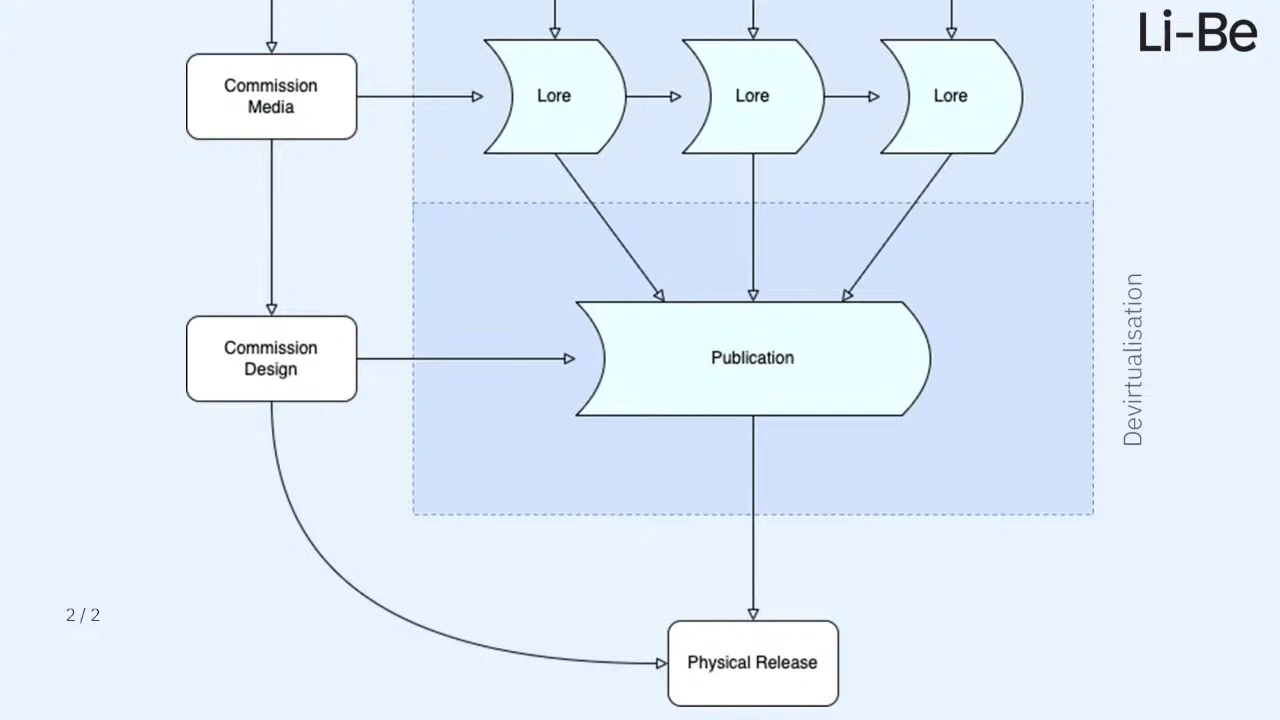 Li-Be
Commission
Media
Lore
Lore
Lore
Commission
Design
Publication
Devirtualisation
2 / 2
Physical Release